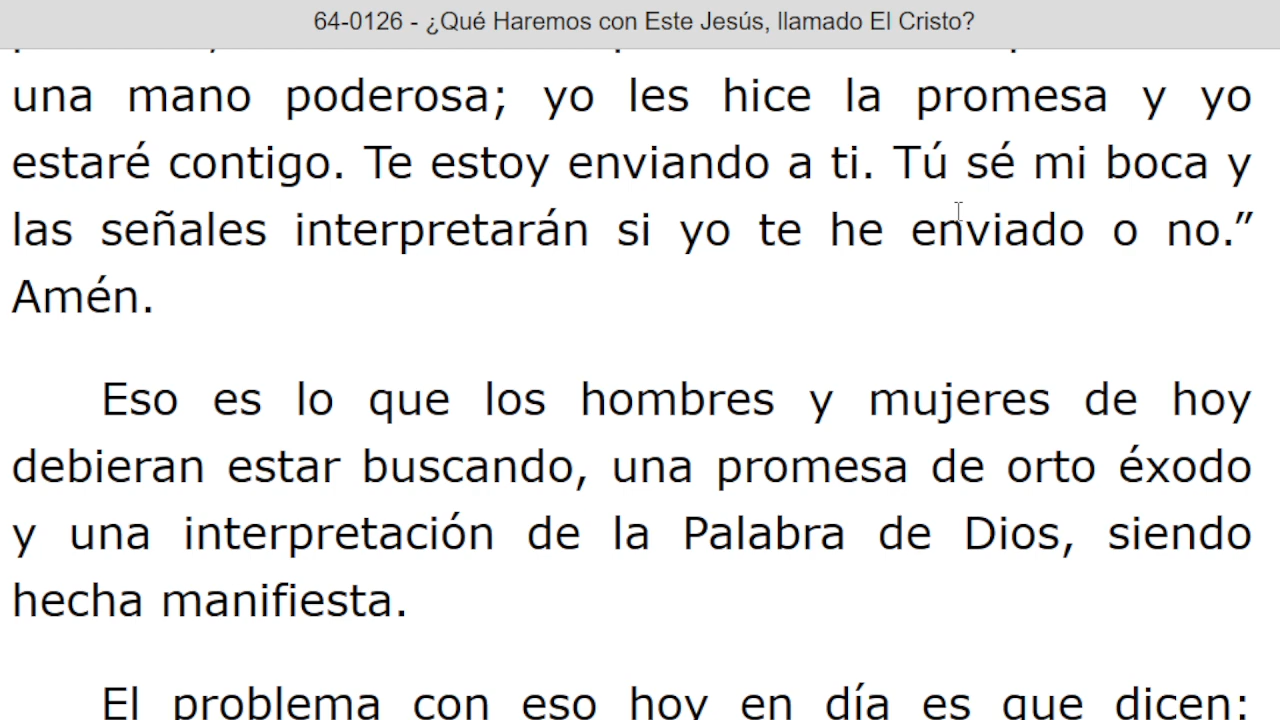 64-0126 - ¿Qué Haremos con Este Jesús, llamado El Cristo?
una mano poderosa; yo les hice la promesa y yo
estaré contigo. Te estoy enviando a ti. Tú sé mi boca y
las señales interpretarán si yo te he enviado o no.”
Amén.
Eso es lo que los hombres y mujeres de hoy
debieran estar buscando, una promesa de orto éxodo
y una interpretación de la Palabra de Dios, siendo
hecha manifiesta.
El problema con eso hoy en día es que dicen: